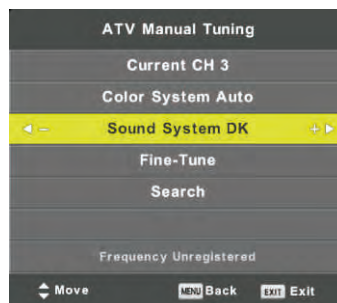 ATV Manual Tuning
Current CH 3
Color System Auto
- Sound System DK +
Fine-Tune
Search
Frequency Unregistered
Move MENU Back EXIT Exit